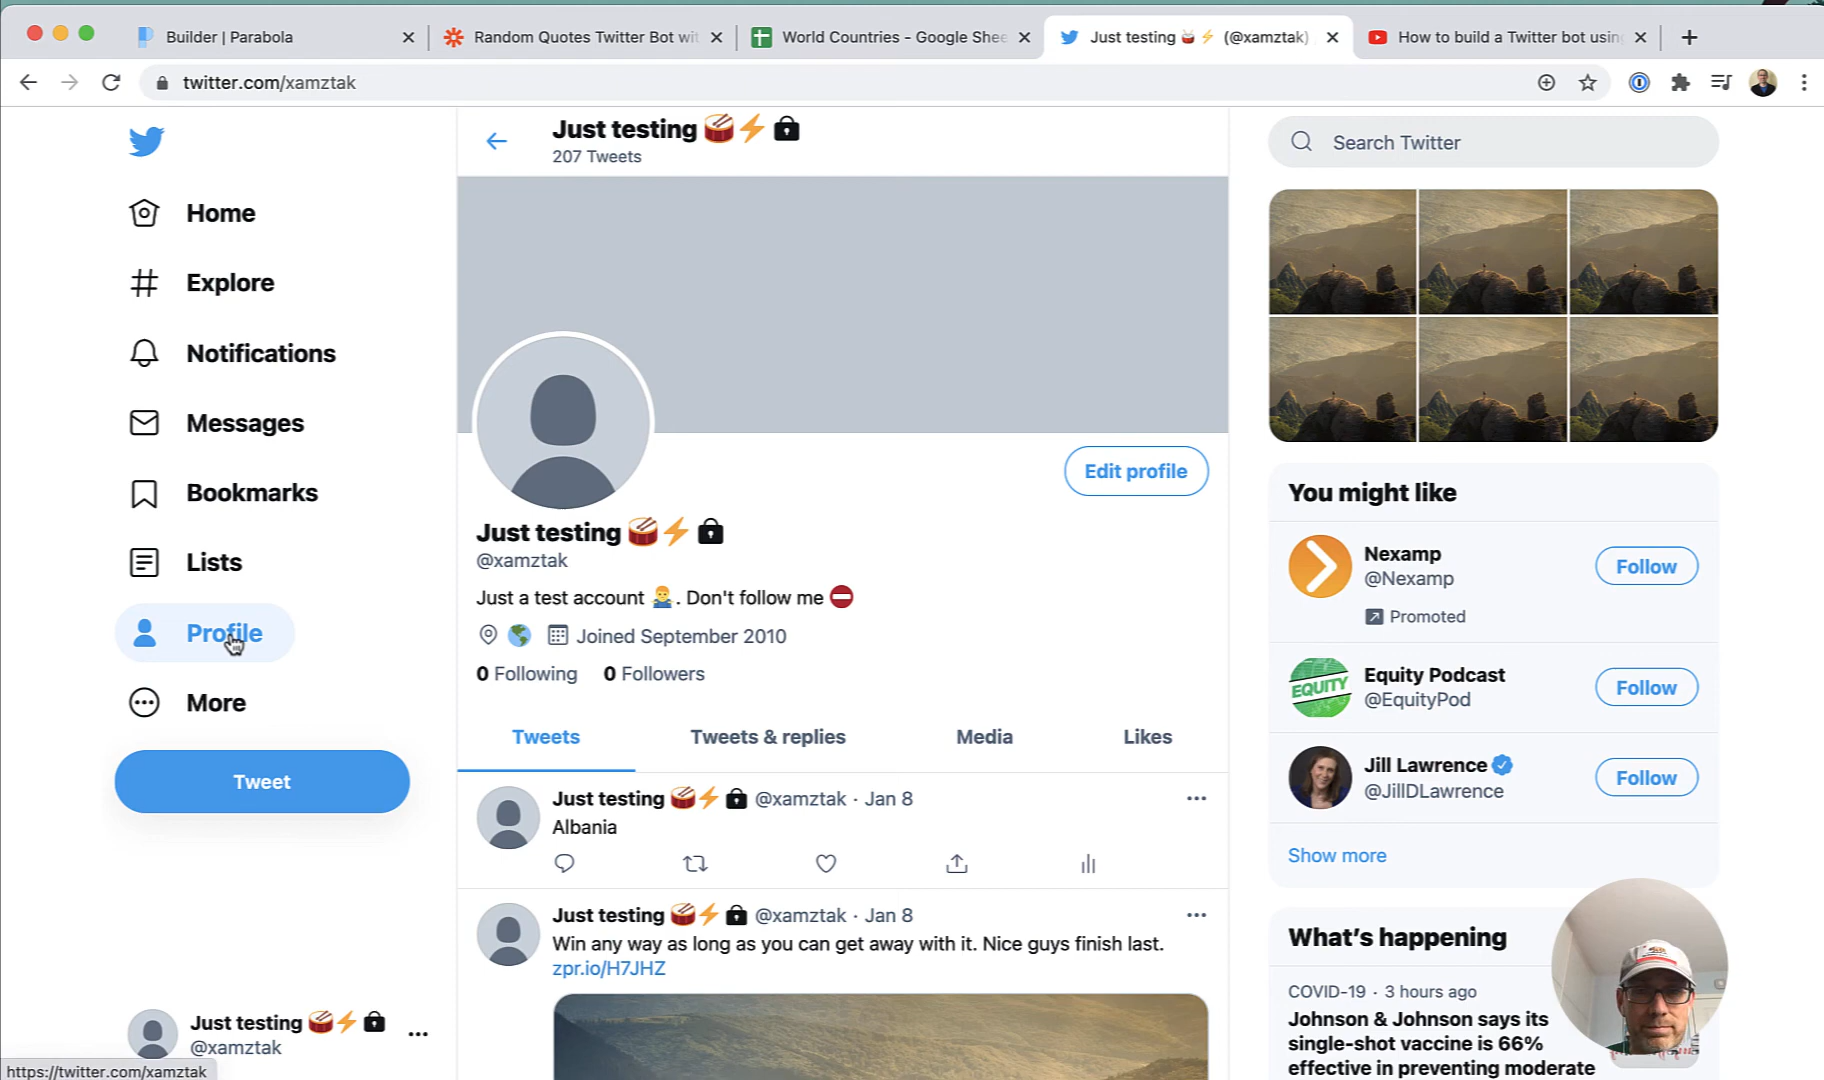 Builder | Parabola
Random Quotes Twitter Bot wit
World Countries - Google Shee
Just testing 🥁⚡ (@xamztak)
How to build a Twitter bot using
twitter.com/xamztak
Home
Explore
Notifications
Messages
Bookmarks
Lists
Profile
More
Tweet
Just testing 🥁⚡
@xamztak
https://twitter.com/xamztak
Just testing 🥁⚡
207 Tweets
Edit profile
Just testing 🥁⚡
@xamztak
Just a test account 🤷‍♂️. Don't follow me ⛔
🌎 Joined September 2010
0 Following 0 Followers
Tweets Tweets & replies Media Likes
Just testing 🥁⚡ @xamztak · Jan 8
Albania
Just testing 🥁⚡ @xamztak · Jan 8
Win any way as long as you can get away with it. Nice guys finish last.
zpr.io/H7JHZ
Search Twitter
You might like
Nexamp
@Nexamp
Follow
Promoted
EQUITY
Equity Podcast
@EquityPod
Follow
Jill Lawrence
@JillDLawrence
Follow
Show more
What's happening
COVID-19 · 3 hours ago
Johnson & Johnson says its
single-shot vaccine is 66%
effective in preventing moderate